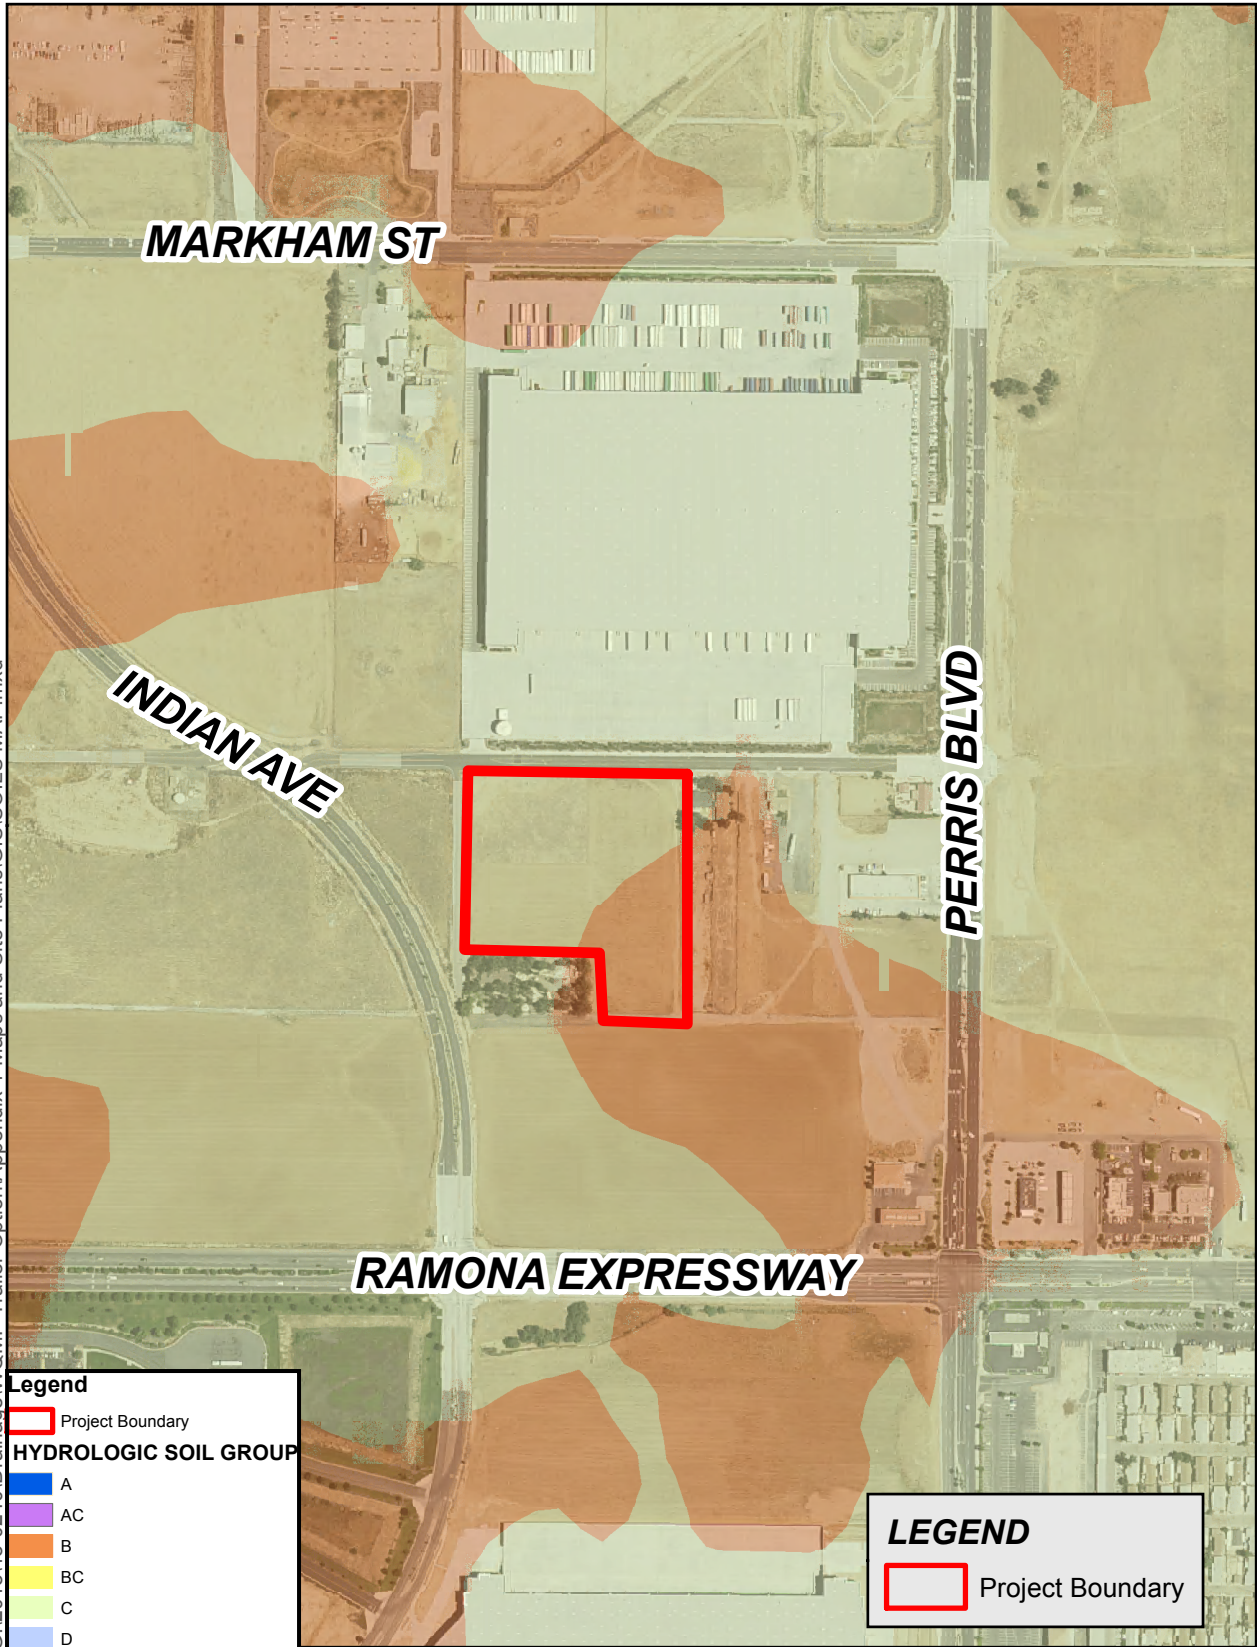 MARKHAM ST
INDIAN AVE
PERRIS BLVD
RAMONA EXPRESSWAY
Legend
Project Boundary
HYDROLOGIC SOIL GROUP
A
AC
B
BC
C
D
LEGEND
Project Boundary